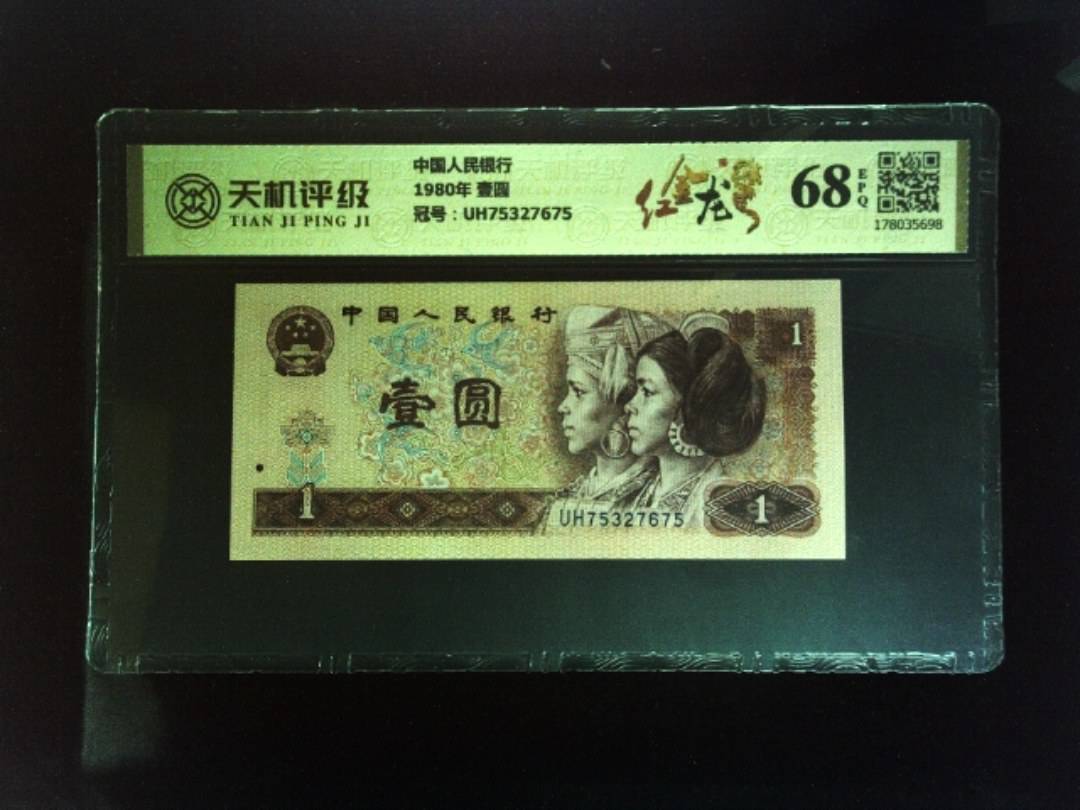 天机评级
TIAN JI PING JI
中国人民银行
1980年 壹圆
冠号：UH75327675
红金龙
68
EPQ
178035698
中国人民银行
壹圆
1
1
UH75327675
1